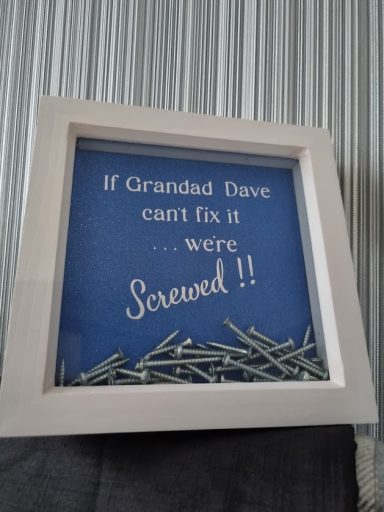 If Grandad Dave
can't fix it
...we're
Screwed!!